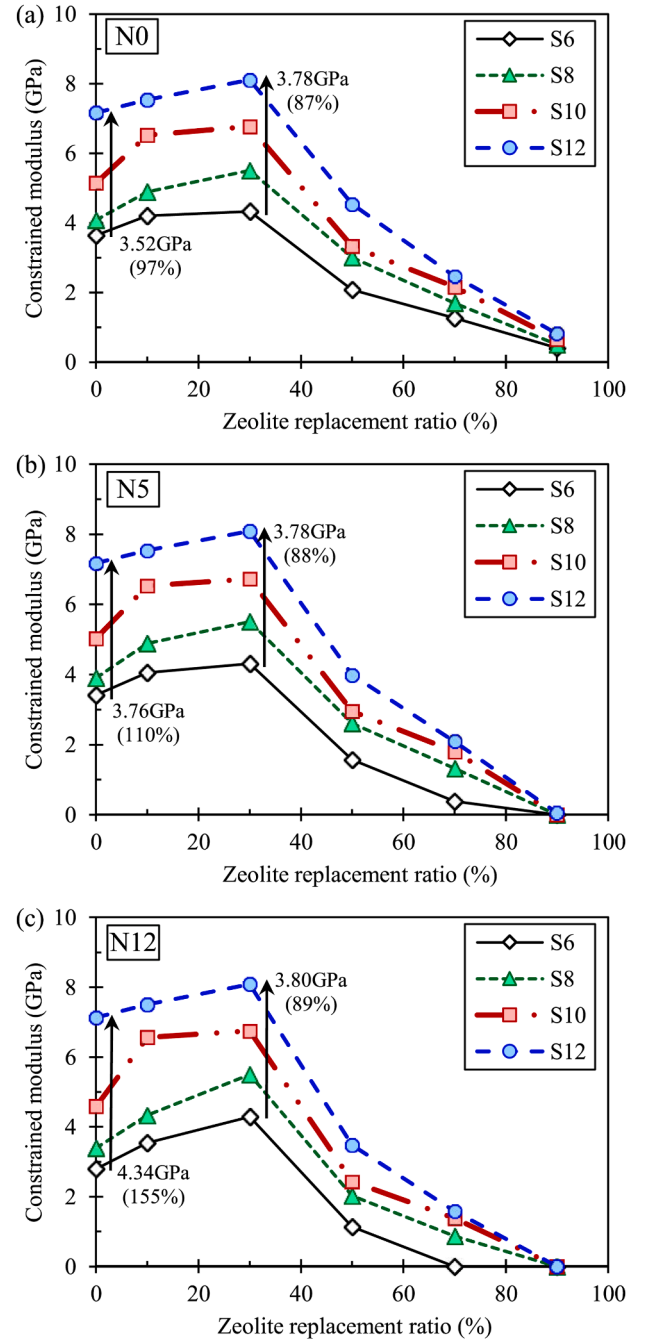 (a)
N0
10
8
6
4
2
0
Constrained modulus (GPa)
3.78GPa
(87%)
3.52GPa
(97%)
S6
S8
S10
S12
0 20 40 60 80 100
Zeolite replacement ratio (%)
(b)
N5
10
8
6
4
2
0
Constrained modulus (GPa)
3.78GPa
(88%)
3.76GPa
(110%)
S6
S8
S10
S12
0 20 40 60 80 100
Zeolite replacement ratio (%)
(c)
N12
10
8
6
4
2
0
Constrained modulus (GPa)
3.80GPa
(89%)
4.34GPa
(155%)
S6
S8
S10
S12
0 20 40 60 80 100
Zeolite replacement ratio (%)